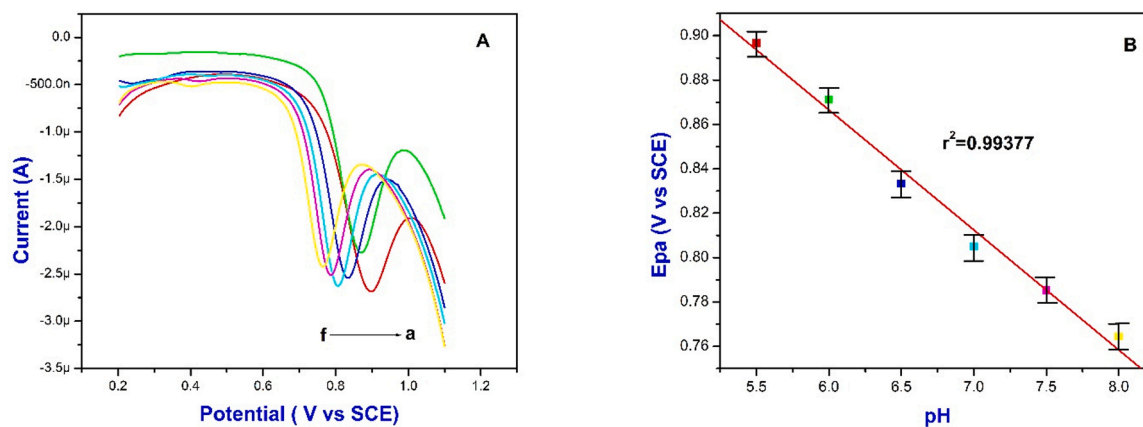 A
0.0
-500.0n
-1.0µ
-1.5µ
-2.0µ
-2.5µ
-3.0µ
-3.5µ
Current (A)
f a
0.2 0.4 0.6 0.8 1.0 1.2
Potential ( V vs SCE)
B
0.90
0.88
0.86
0.84
0.82
0.80
0.78
0.76
Epa (V vs SCE)
r²=0.99377
5.5 6.0 6.5 7.0 7.5 8.0
pH